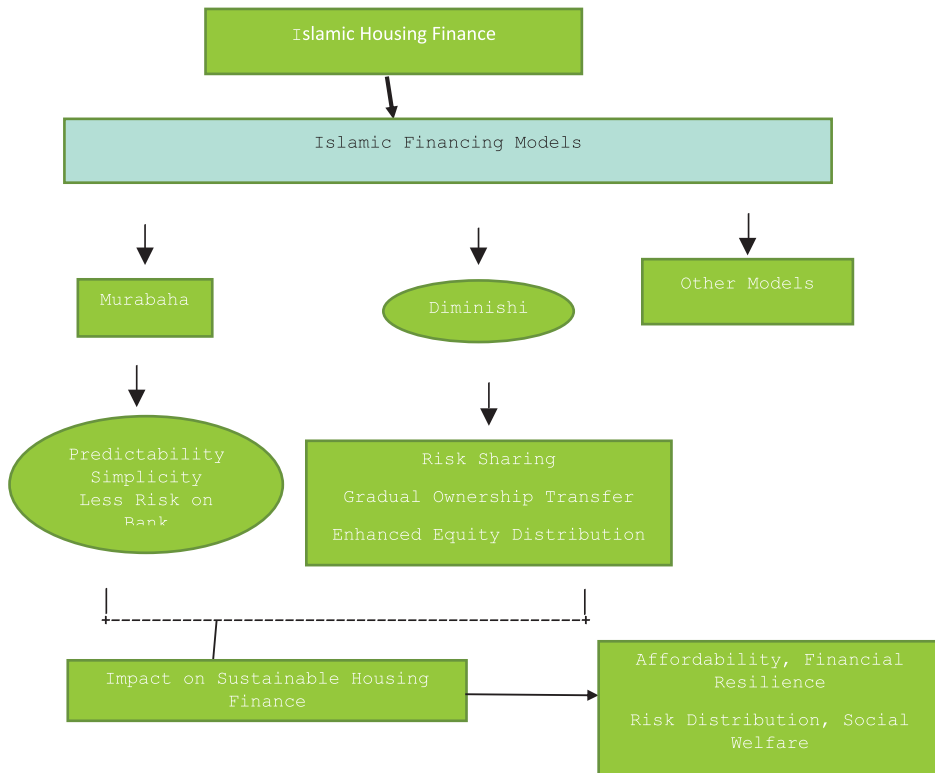 Islamic Housing Finance
Islamic Financing Models
Murabaha
Diminishi
Other Models
Predictability
Simplicity
Less Risk on
Bank
Risk Sharing
Gradual Ownership Transfer
Enhanced Equity Distribution
Impact on Sustainable Housing
Finance
Affordability, Financial
Resilience
Risk Distribution, Social
Welfare